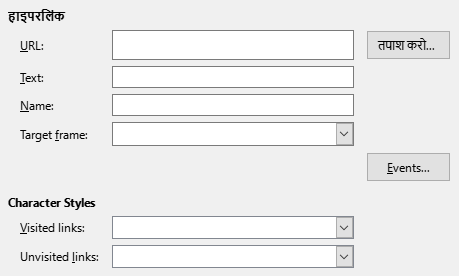 हाइपरलिंक
URL:
तपाश करो...
Text:
Name:
Target frame:
Events...
Character Styles
Visited links:
Unvisited links: